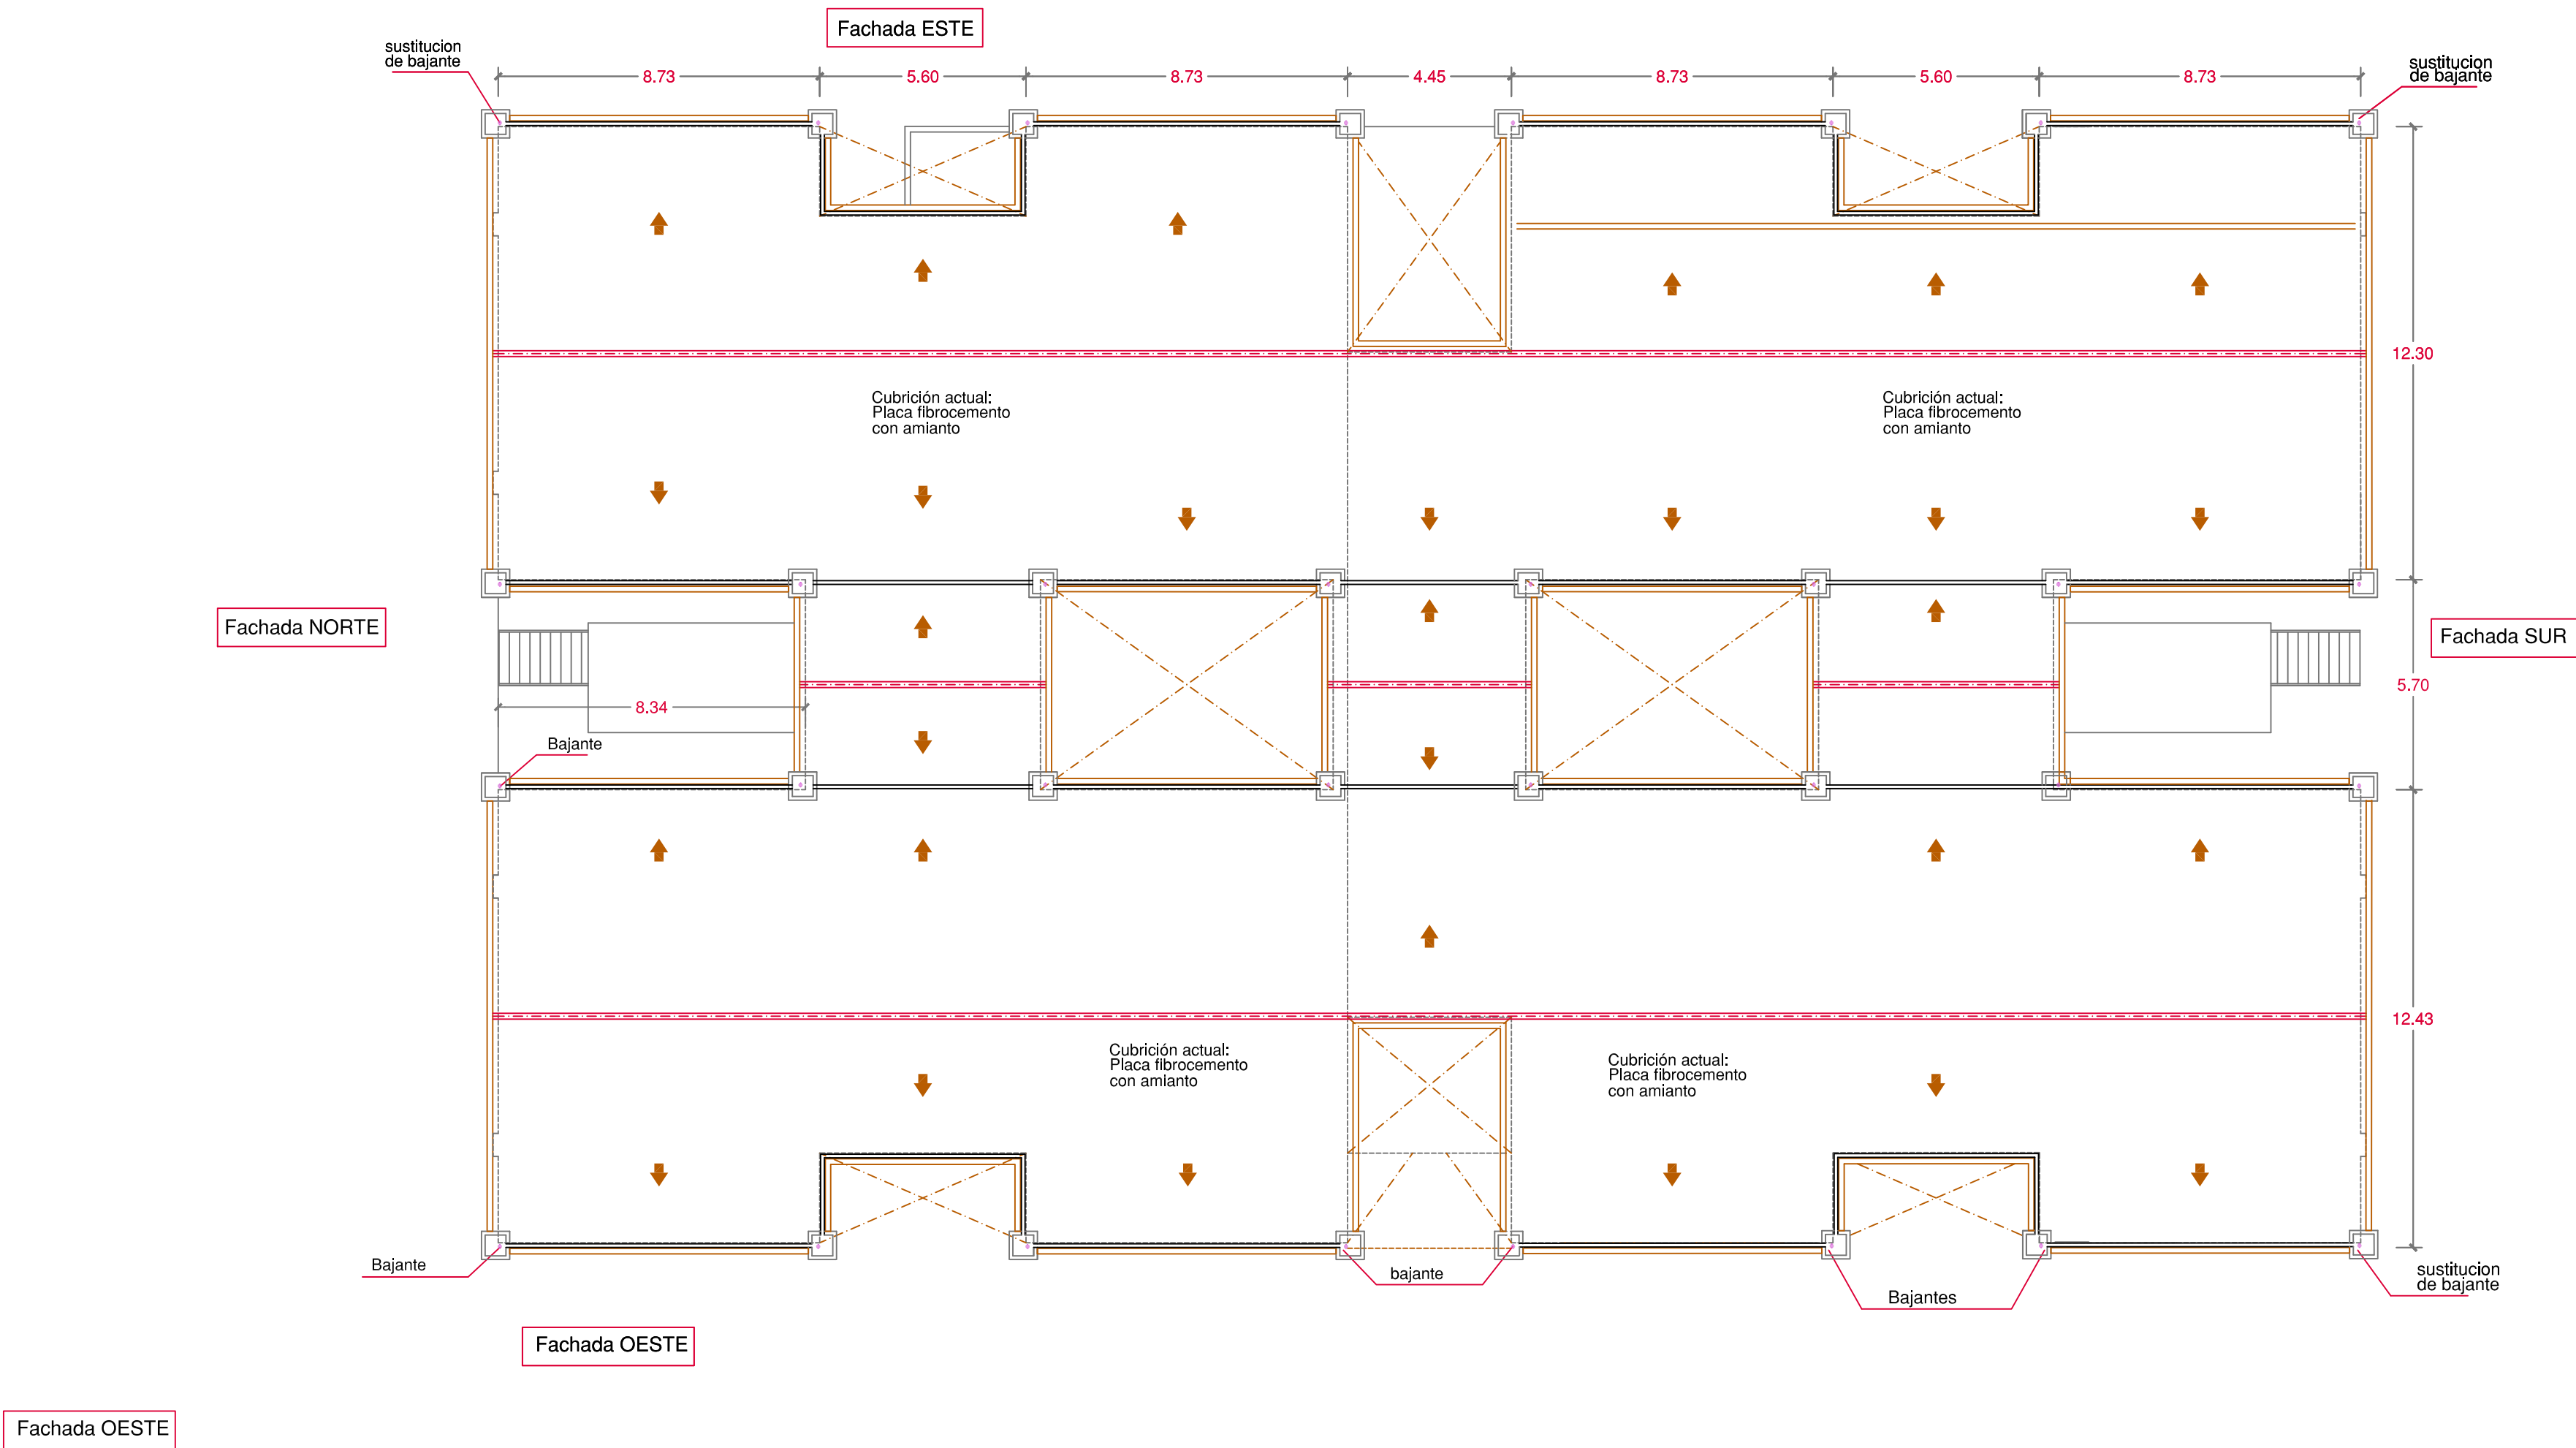 Fachada ESTE
sustitucion
de bajante
sustitucion
de bajante
8.73
5.60
8.73
4.45
8.73
5.60
8.73
12.30
Cubrición actual:
Placa fibrocemento
con amianto
Cubrición actual:
Placa fibrocemento
con amianto
Fachada NORTE
Fachada SUR
5.70
8.34
Bajante
12.43
Cubrición actual:
Placa fibrocemento
con amianto
Cubrición actual:
Placa fibrocemento
con amianto
Bajante
bajante
Bajantes
sustitucion
de bajante
Fachada OESTE
Fachada OESTE